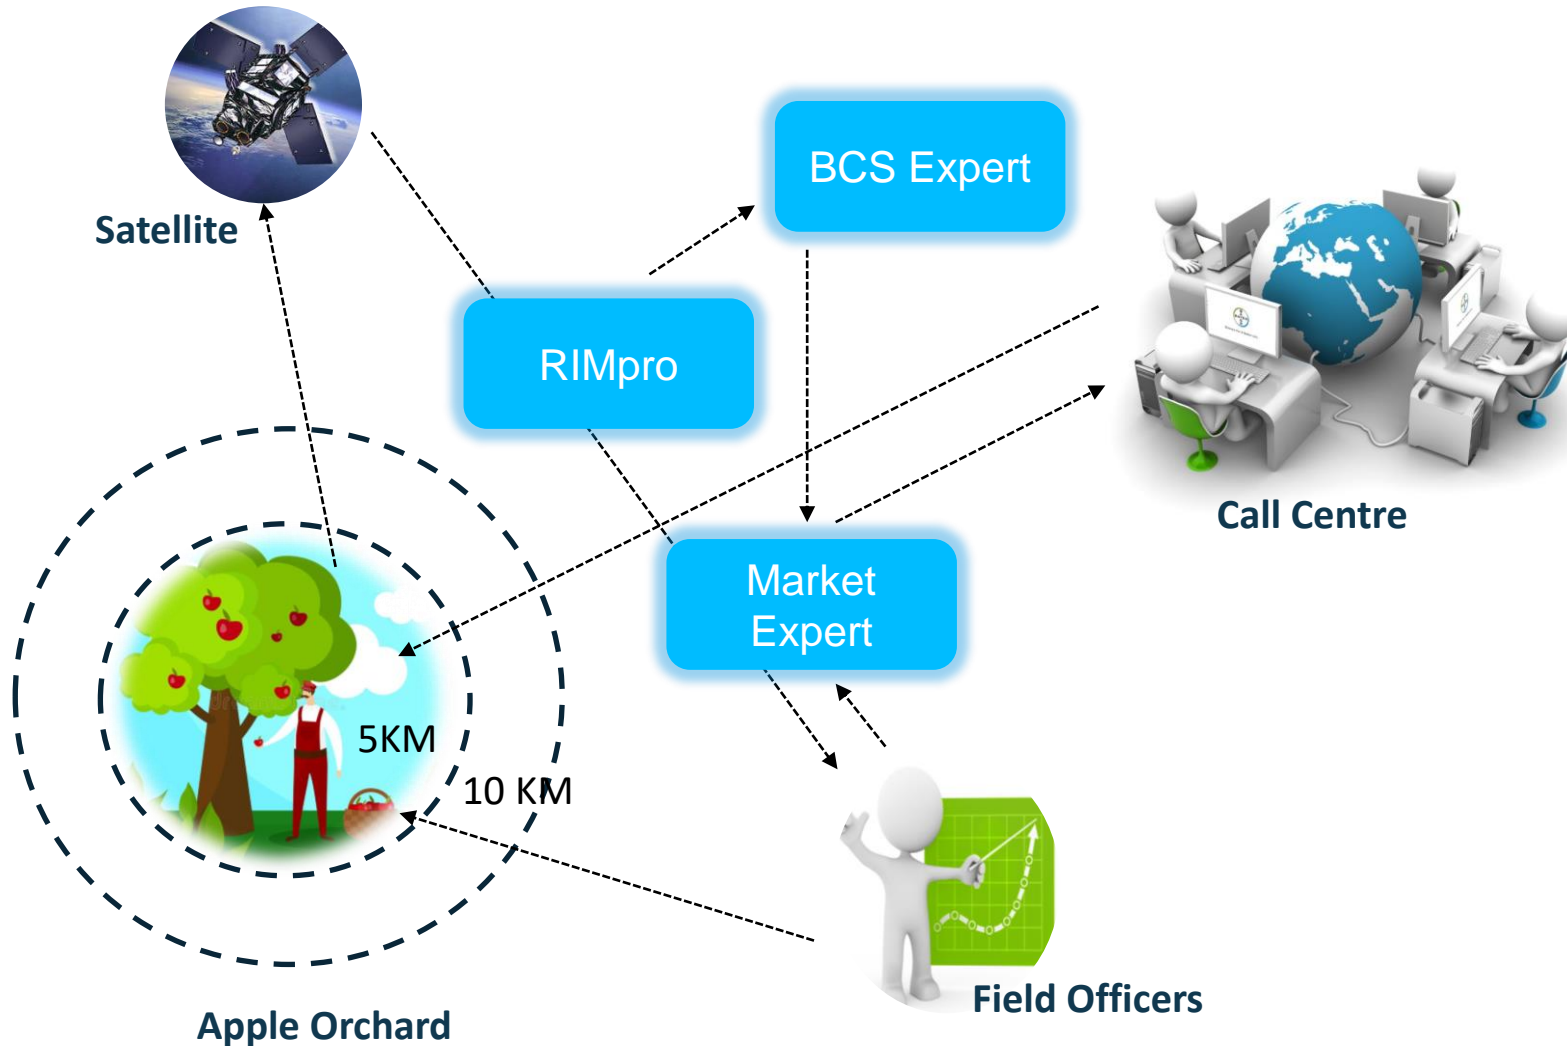 Satellite
BCS Expert
RIMpro
Call Centre
Market
Expert
5KM
10 KM
Field Officers
Apple Orchard